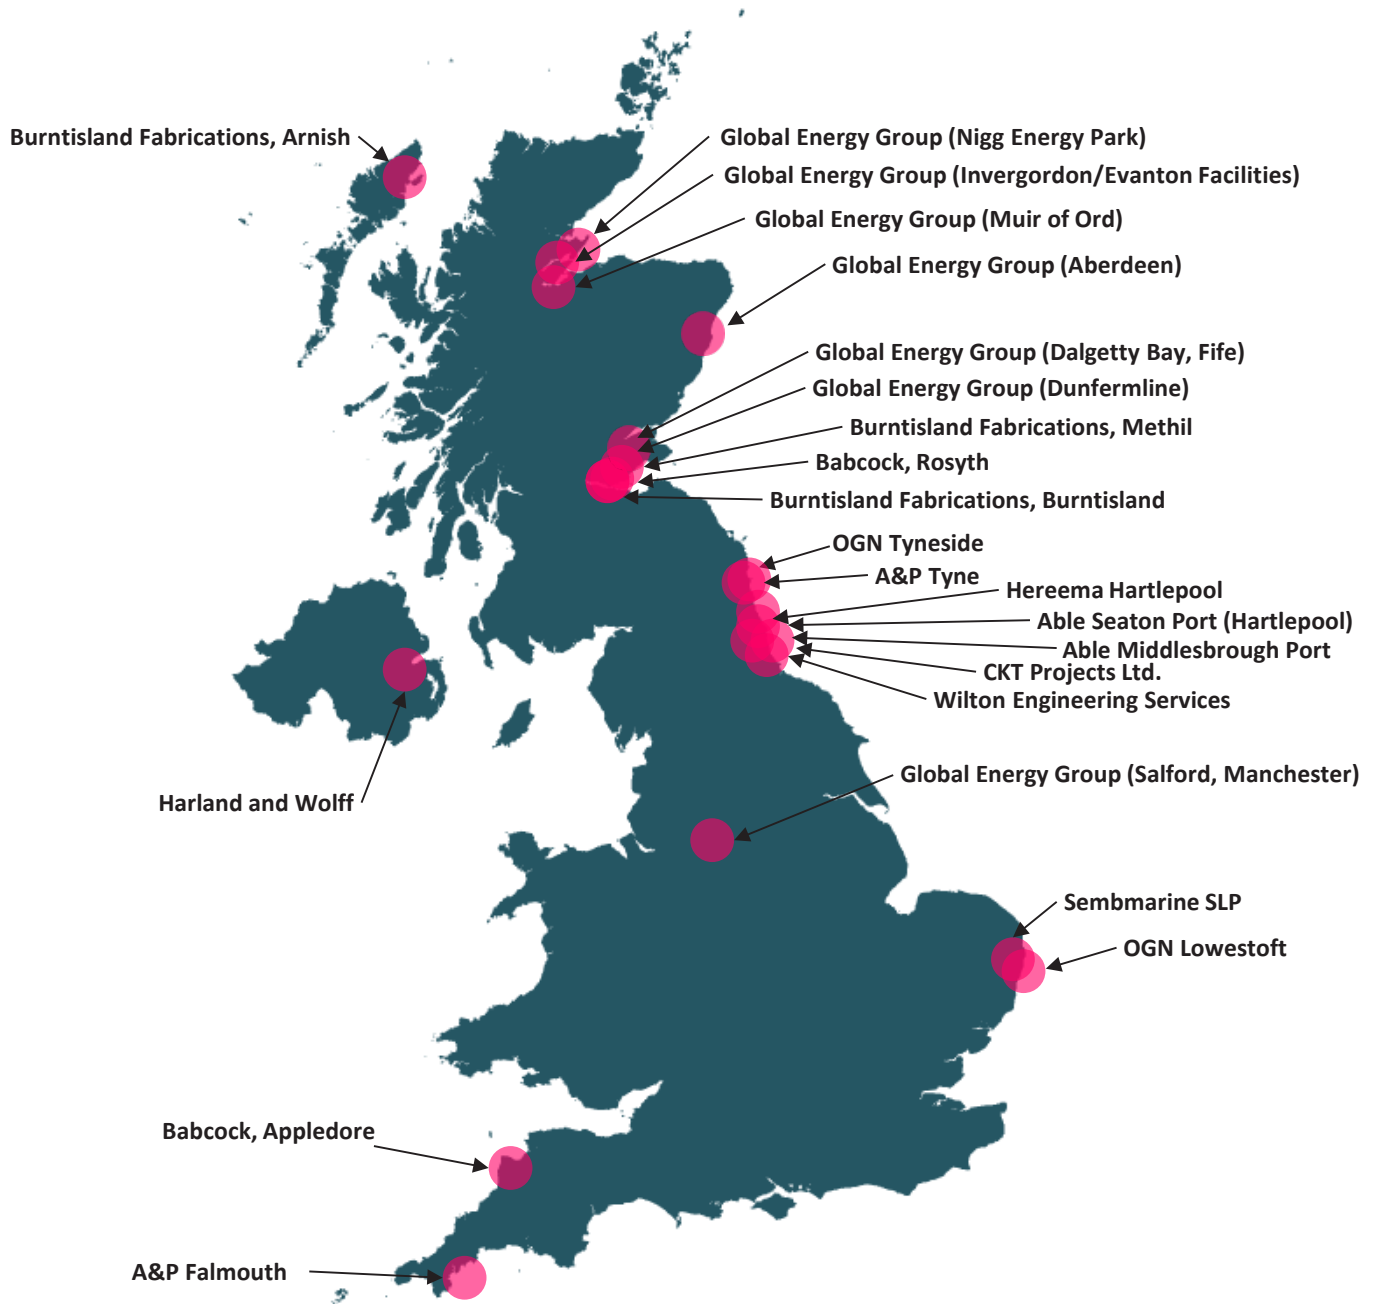 Burntisland Fabrications, Arnish
Global Energy Group (Nigg Energy Park)
Global Energy Group (Invergordon/Evanton Facilities)
Global Energy Group (Muir of Ord)
Global Energy Group (Aberdeen)
Global Energy Group (Dalgetty Bay, Fife)
Global Energy Group (Dunfermline)
Burntisland Fabrications, Methil
Babcock, Rosyth
Burntisland Fabrications, Burntisland
OGN Tyneside
A&P Tyne
Hereema Hartlepool
Able Seaton Port (Hartlepool)
Able Middlesbrough Port
CKT Projects Ltd.
Wilton Engineering Services
Global Energy Group (Salford, Manchester)
Harland and Wolff
Sembmarine SLP
OGN Lowestoft
Babcock, Appledore
A&P Falmouth